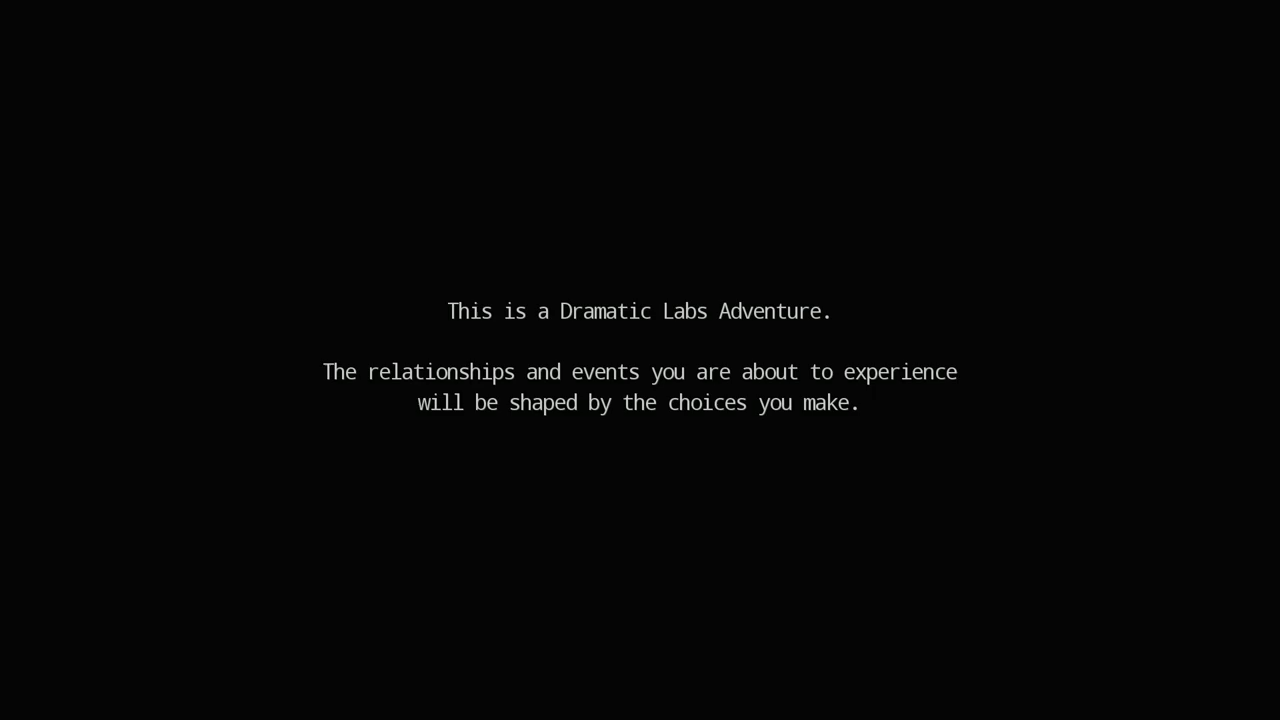 This is a Dramatic Labs Adventure.
The relationships and events you are about to experience
will be shaped by the choices you make.